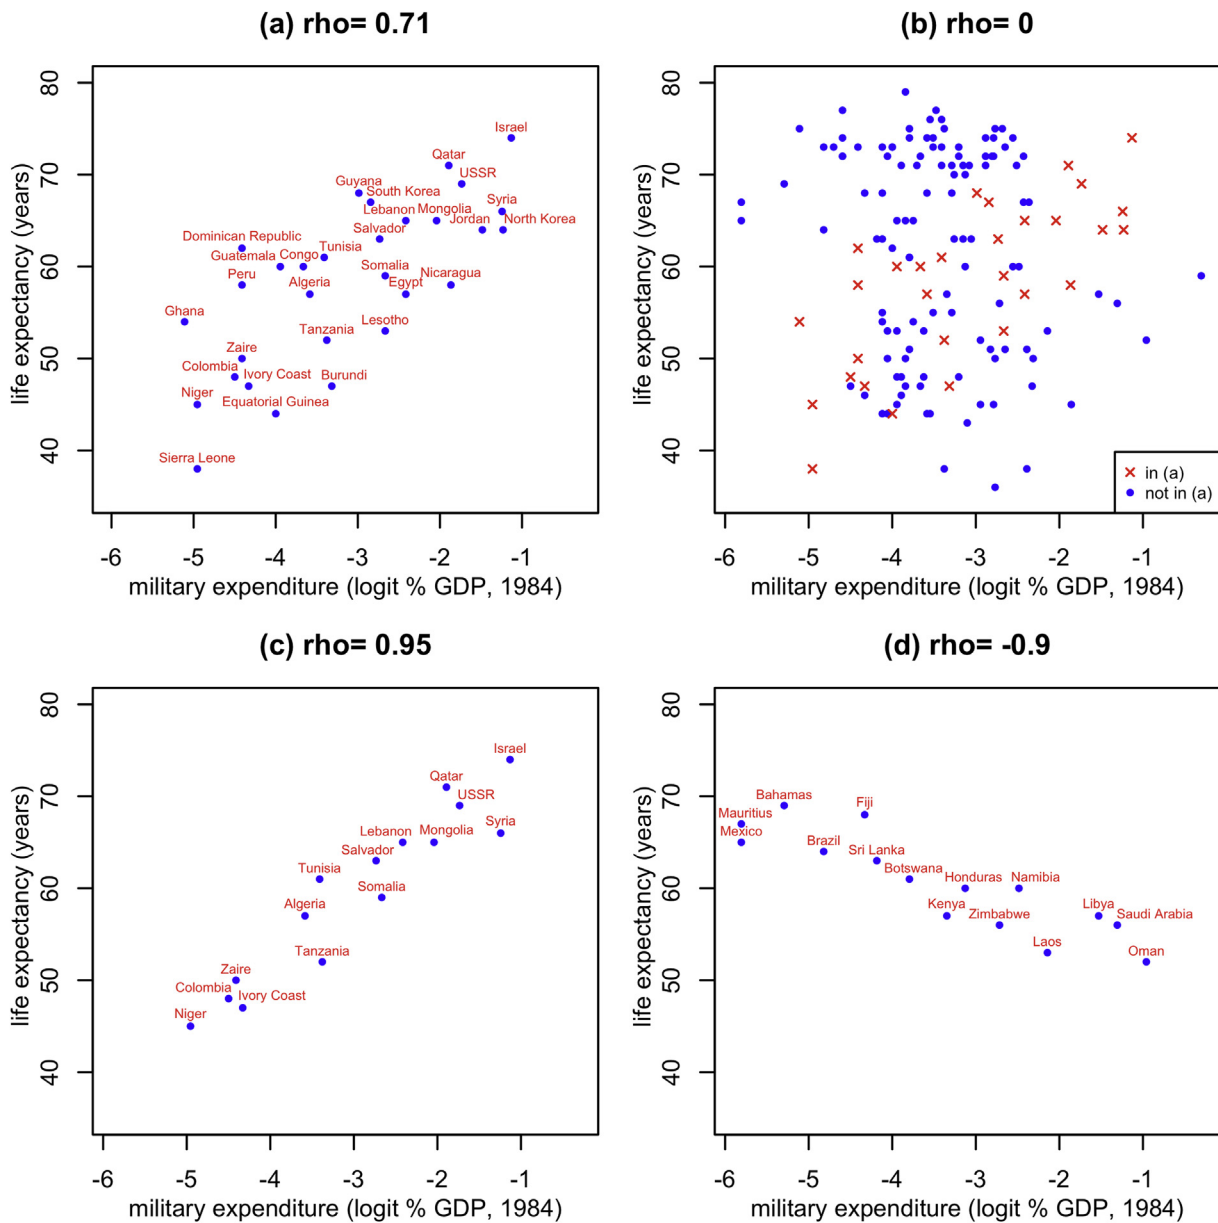 (a) rho= 0.71
life expectancy (years)
80
70
60
50
40
Israel
Qatar
USSR
Guyana
South Korea
Syria
Lebanon
Mongolia
Jordan
North Korea
Salvador
Dominican Republic
Tunisia
Guatemala
Congo
Peru
Algeria
Somalia
Egypt
Nicaragua
Ghana
Tanzania
Lesotho
Zaire
Colombia
Ivory Coast
Burundi
Niger
Equatorial Guinea
Sierra Leone
-6 -5 -4 -3 -2 -1
military expenditure (logit % GDP, 1984)
(b) rho= 0
life expectancy (years)
80
70
60
50
40
in (a)
not in (a)
-6 -5 -4 -3 -2 -1
military expenditure (logit % GDP, 1984)
(c) rho= 0.95
life expectancy (years)
80
70
60
50
40
Israel
Qatar
USSR
Syria
Lebanon
Mongolia
Salvador
Tunisia
Somalia
Algeria
Tanzania
Zaire
Colombia
Ivory Coast
Niger
-6 -5 -4 -3 -2 -1
military expenditure (logit % GDP, 1984)
(d) rho= -0.9
life expectancy (years)
80
70
60
50
40
Bahamas
Fiji
Mauritius
Mexico
Brazil
Sri Lanka
Botswana
Honduras
Namibia
Kenya
Zimbabwe
Libya
Saudi Arabia
Laos
Oman
-6 -5 -4 -3 -2 -1
military expenditure (logit % GDP, 1984)